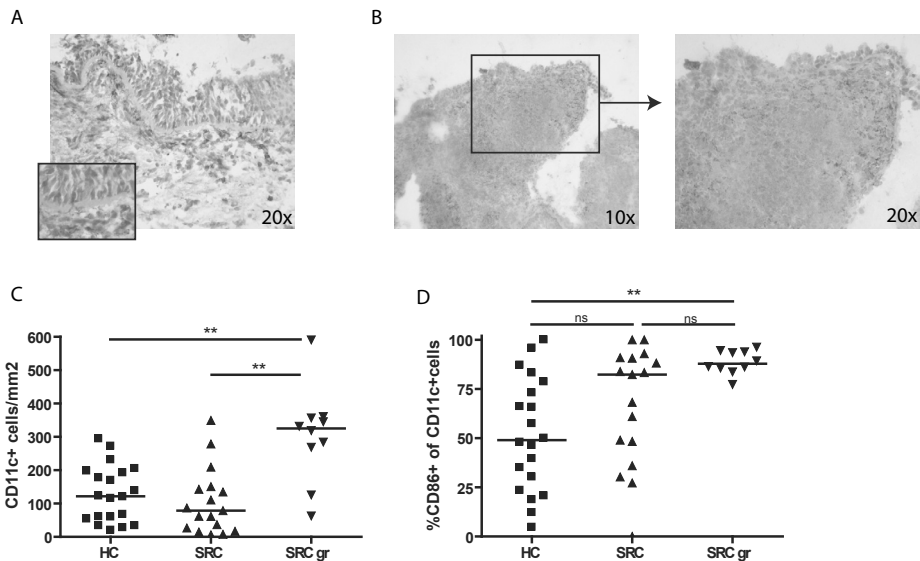 A
20x
B
10x
20x
C
CD11c+ cells/mm2
600
500
400
300
200
100
0
**
**
HC
SRC
SRC gr
D
%CD86+ of CD11c+cells
100
75
50
25
0
**
ns
ns
HC
SRC
SRC gr